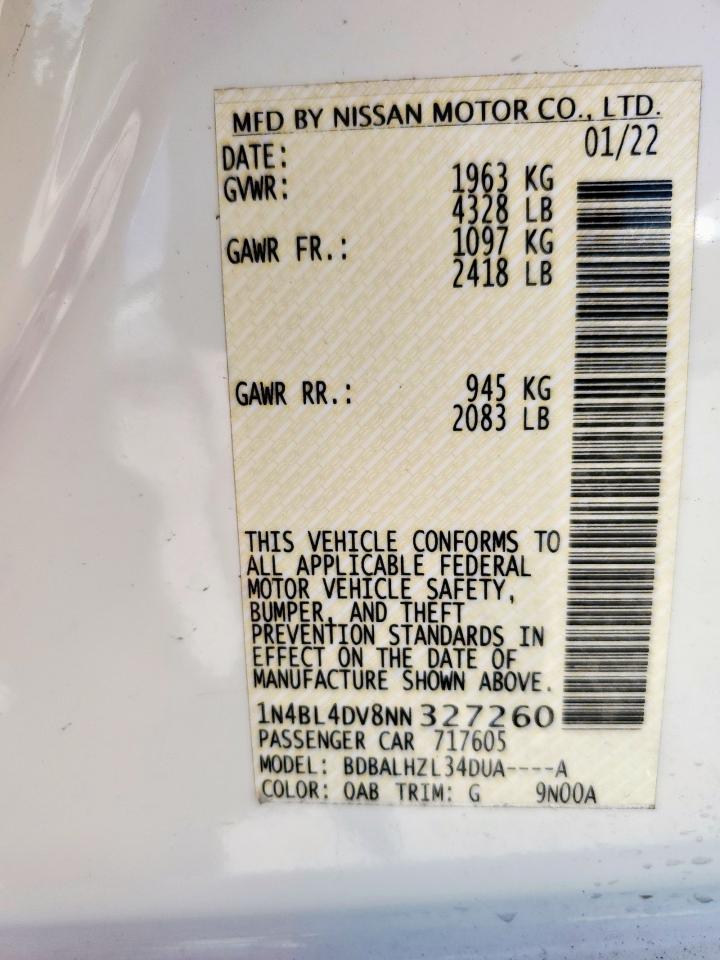 MFD BY NISSAN MOTOR CO., LTD.
DATE: 01/22
GVWR: 1963 KG
4328 LB
GAWR FR.: 1097 KG
2418 LB
GAWR RR.: 945 KG
2083 LB
THIS VEHICLE CONFORMS TO
ALL APPLICABLE FEDERAL
MOTOR VEHICLE SAFETY,
BUMPER, AND THEFT
PREVENTION STANDARDS IN
EFFECT ON THE DATE OF
MANUFACTURE SHOWN ABOVE.
1N4BL4DV8NN327260
PASSENGER CAR 717605
MODEL: BDBALHZL34DUA----A
COLOR: QAB TRIM: G 9N00A